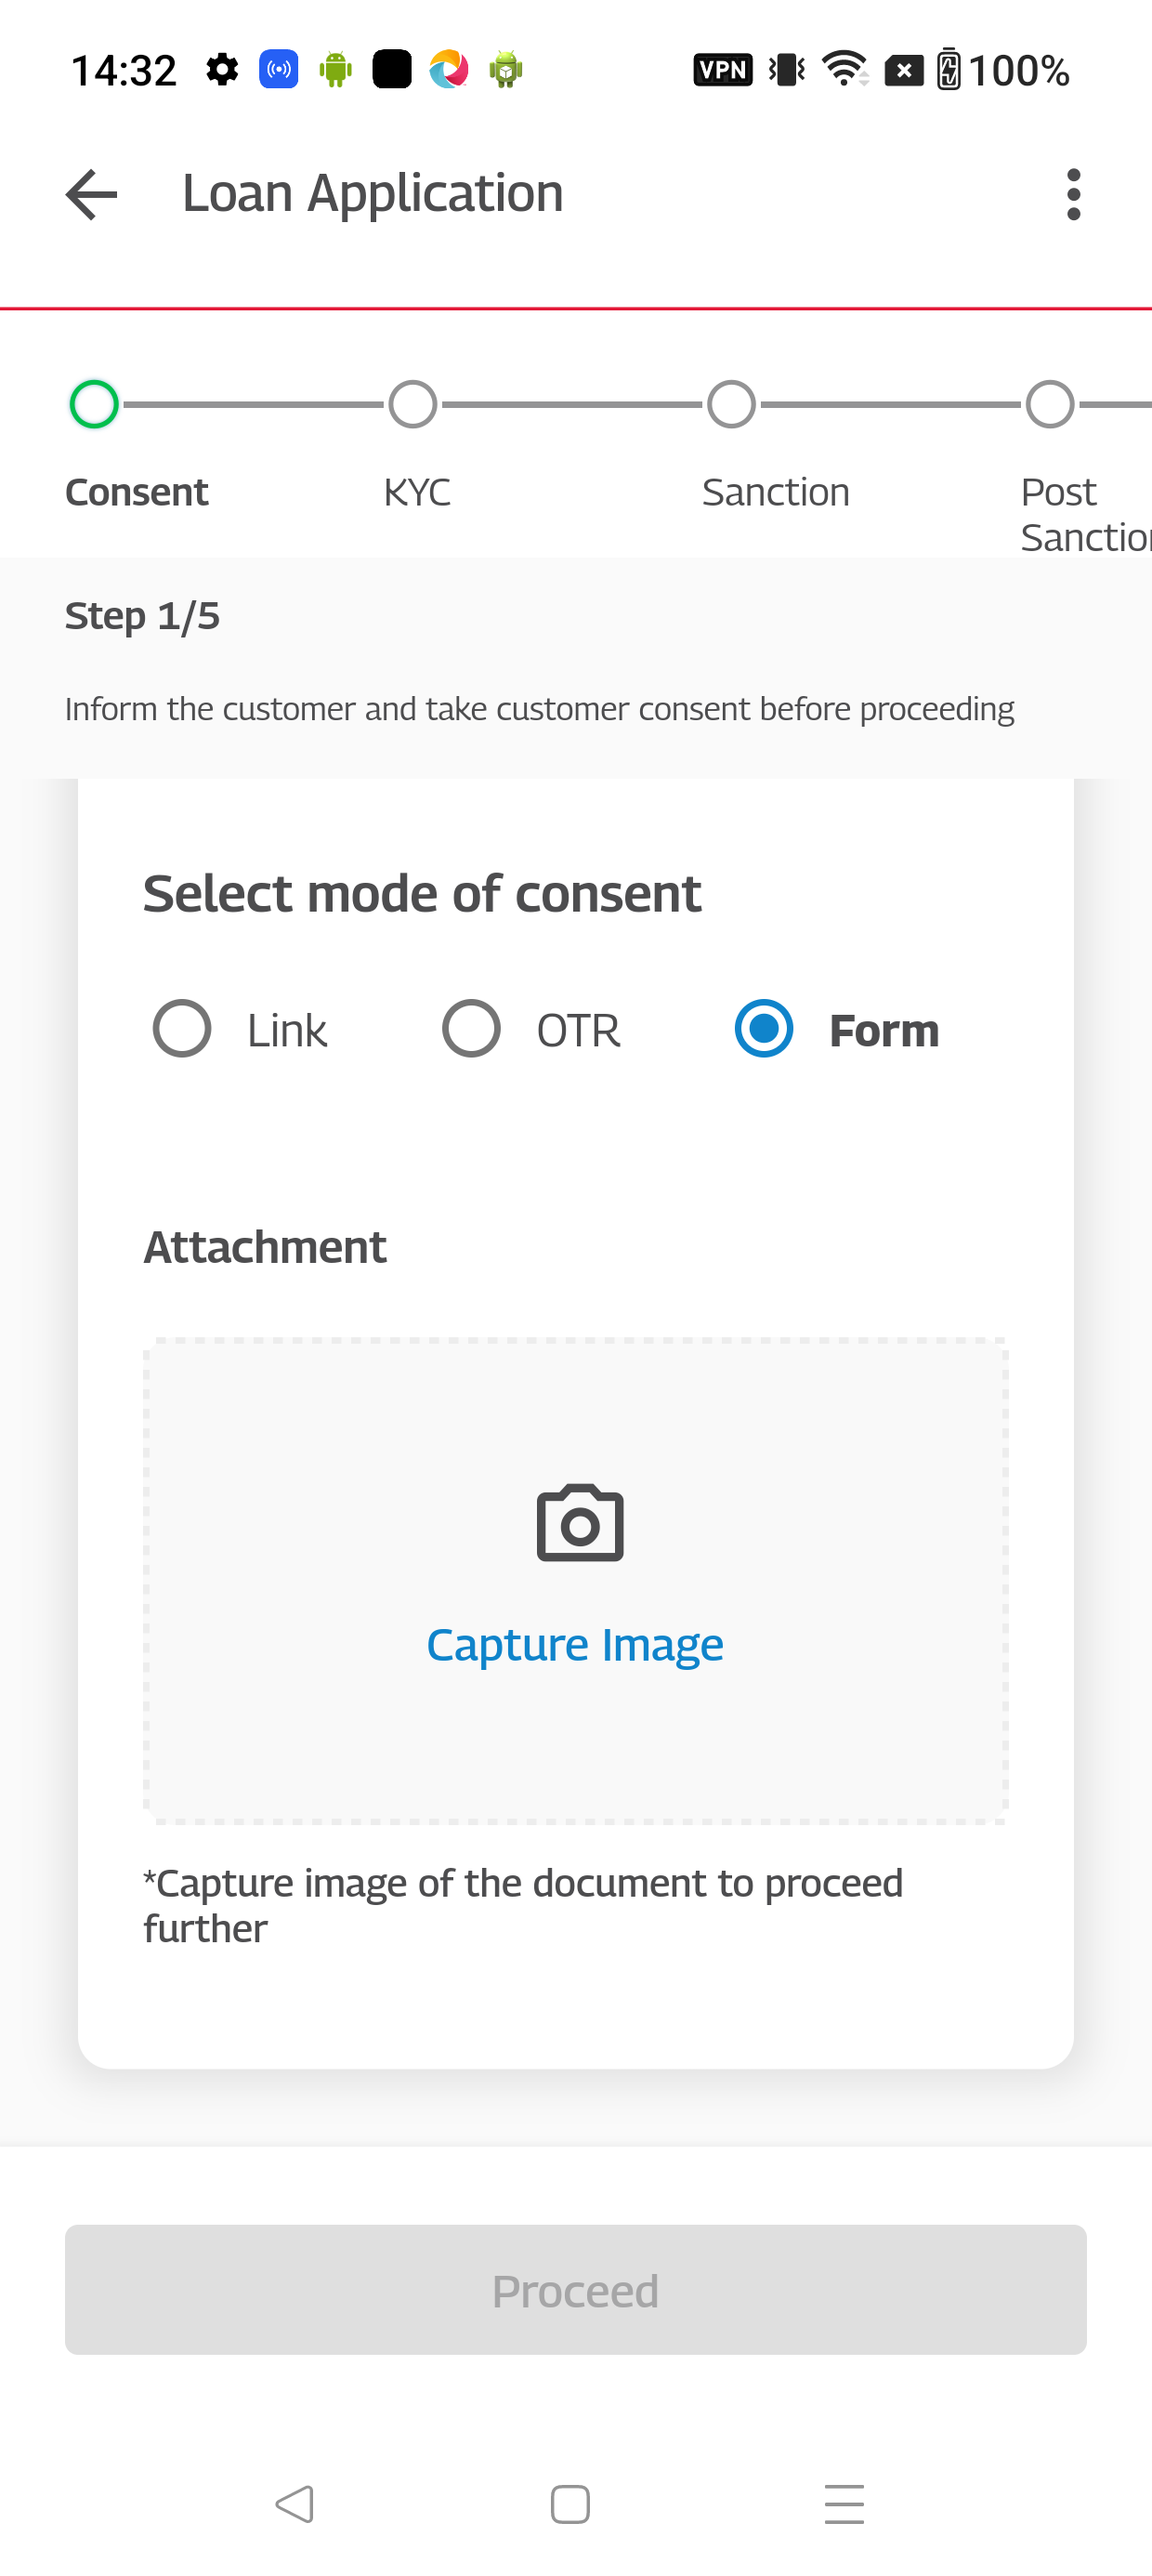 14:32
VPN
100%
Loan Application
Consent
KYC
Sanction
Post
Sanction
Step 1/5
Inform the customer and take customer consent before proceeding
Select mode of consent
Link
OTR
Form
Attachment
Capture Image
*Capture image of the document to proceed
further
Proceed